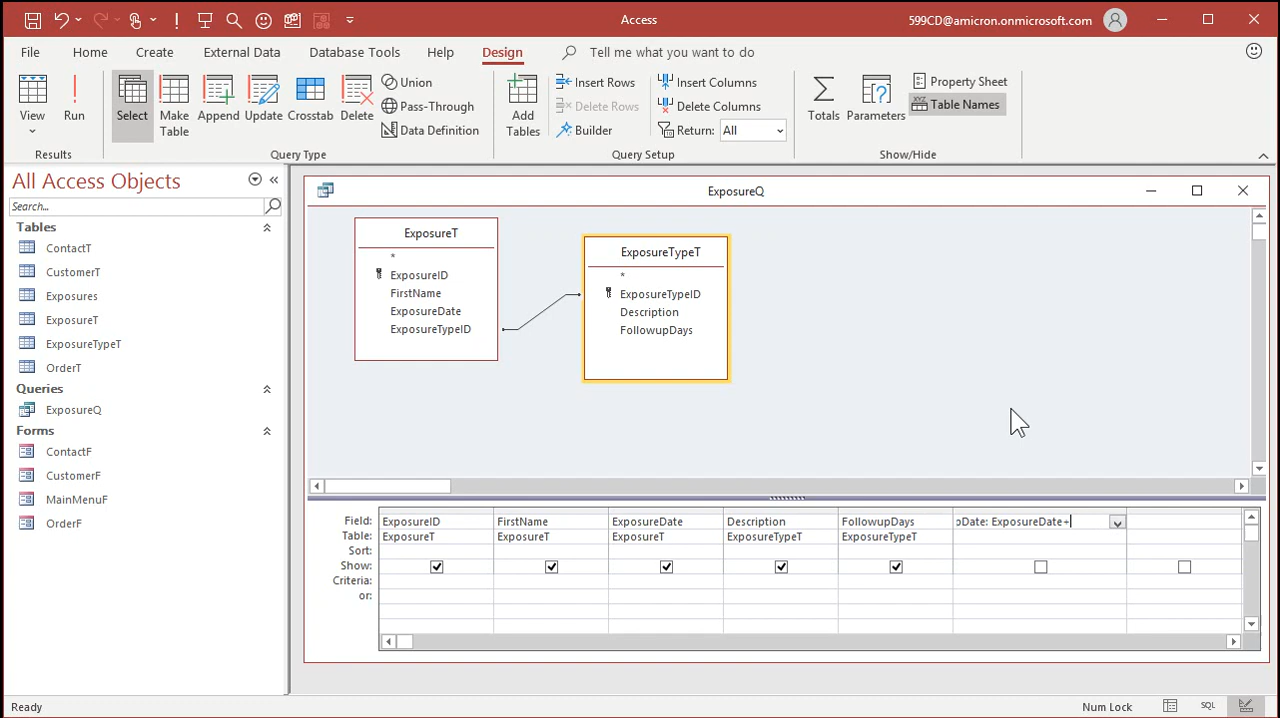 Access
599CD@amicron.onmicrosoft.com
File Home Create External Data Database Tools Help Design Tell me what you want to do
View Run Select Make Table Append Update Crosstab Delete
Union
Pass-Through
Data Definition
Add Tables
Insert Rows
Delete Rows
Builder
Insert Columns
Delete Columns
Return: All
Totals Parameters
Property Sheet
Table Names
Results Query Type Query Setup Show/Hide
All Access Objects
Search...
Tables
ContactT
CustomerT
Exposures
ExposureT
ExposureTypeT
OrderT
Queries
ExposureQ
Forms
ContactF
CustomerF
MainMenuF
OrderF
ExposureQ
ExposureT
*
ExposureID
FirstName
ExposureDate
ExposureTypeID
ExposureTypeT
*
ExposureTypeID
Description
FollowupDays
Field: ExposureID FirstName ExposureDate Description FollowupDays pDate: ExposureDate+
Table: ExposureT ExposureT ExposureT ExposureTypeT ExposureTypeT
Sort:
Show:
Criteria:
or:
Ready
Num Lock
SQL